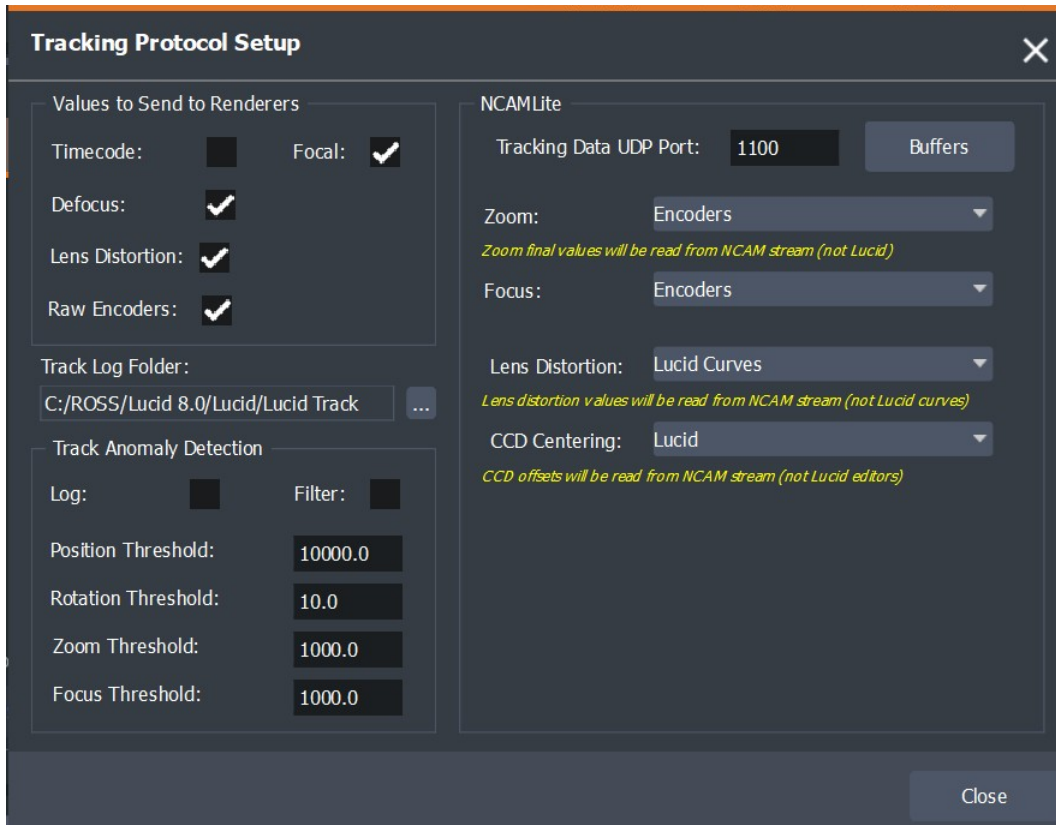 Tracking Protocol Setup
Values to Send to Renderers
Timecode: Focal:
Defocus:
Lens Distortion:
Raw Encoders:
Track Log Folder:
C:/ROSS/Lucid 8.0/Lucid/Lucid Track ...
Track Anomaly Detection
Log: Filter:
Position Threshold: 10000.0
Rotation Threshold: 10.0
Zoom Threshold: 1000.0
Focus Threshold: 1000.0
NCAMLite
Tracking Data UDP Port: 1100 Buffers
Zoom: Encoders
Zoom final values will be read from NCAM stream (not Lucid)
Focus: Encoders
Lens Distortion: Lucid Curves
Lens distortion values will be read from NCAM stream (not Lucid curves)
CCD Centering: Lucid
CCD offsets will be read from NCAM stream (not Lucid editors)
Close